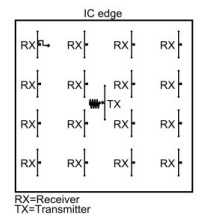 IC edge
RX RX RX RX
RX RX RX RX
TX
RX RX RX RX
RX RX RX RX
RX=Receiver
TX=Transmitter